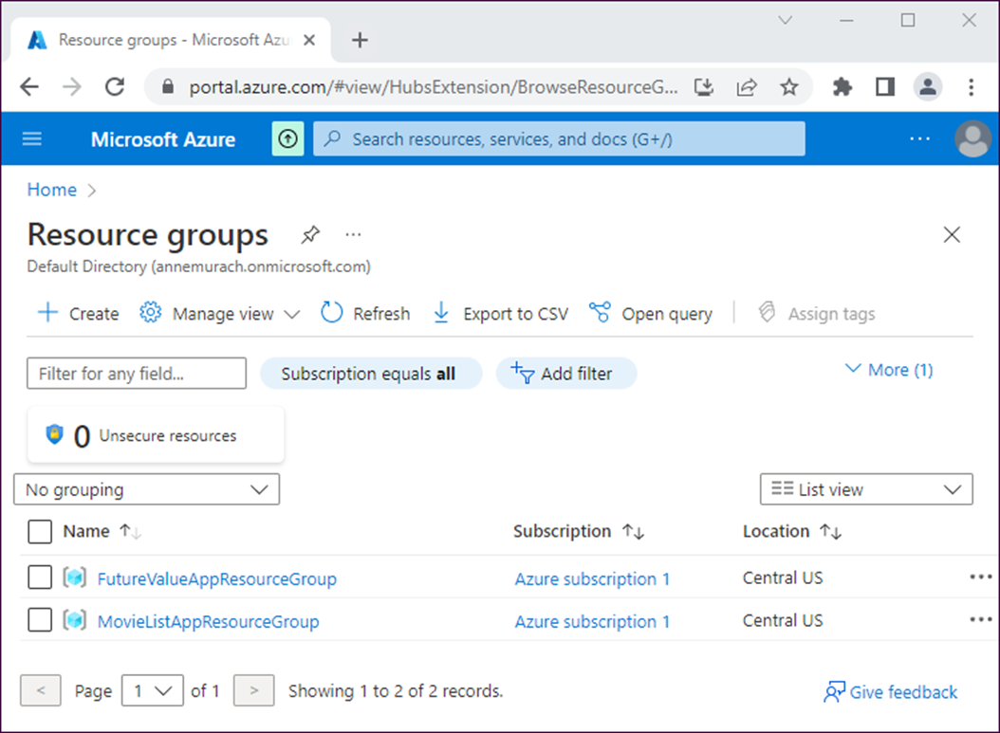 Resource groups - Microsoft Azu
portal.azure.com/#view/HubsExtension/BrowseResourceG...
Microsoft Azure
Search resources, services, and docs (G+/)
Home
Resource groups
Default Directory (annemurach.onmicrosoft.com)
Create Manage view Refresh Export to CSV Open query Assign tags
Filter for any field... Subscription equals all Add filter More (1)
0 Unsecure resources
No grouping List view
Name Subscription Location
FutureValueAppResourceGroup Azure subscription 1 Central US
MovieListAppResourceGroup Azure subscription 1 Central US
< Page 1 of 1 > Showing 1 to 2 of 2 records. Give feedback